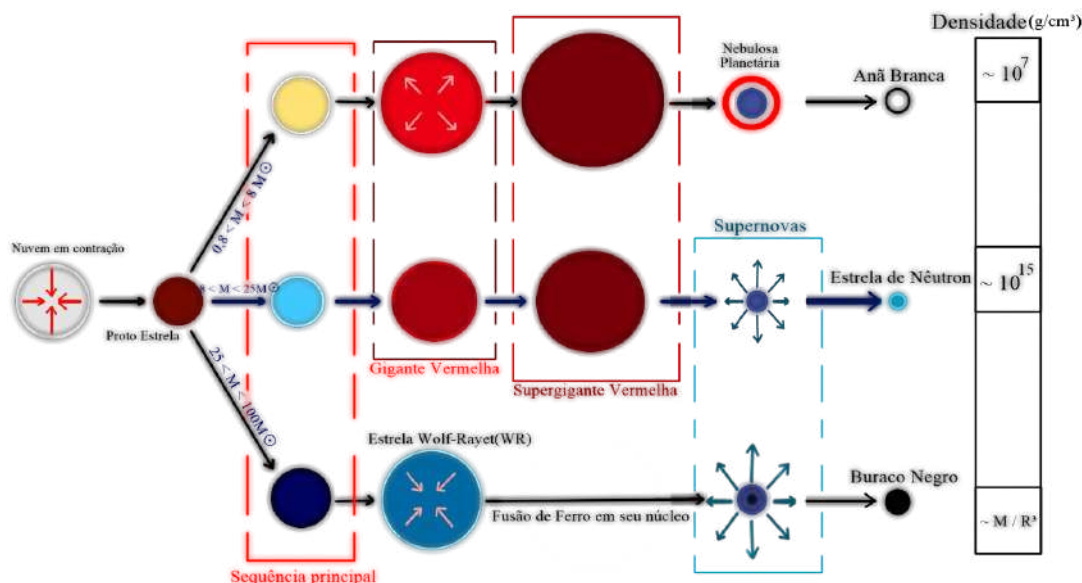 Densidade (g/cm³)
Nebulosa
Planetária
Anã Branca
~ 10⁷
0,8 < M < 8 M☉
Supernovas
Nuvem em contração
8 < M < 25M☉
Estrela de Nêutron
~ 10¹⁵
Proto Estrela
Gigante Vermelha
Supergigante Vermelha
25 < M < 100M☉
Estrela Wolf-Rayet(WR)
Buraco Negro
Fusão de Ferro em seu núcleo
~ M / R³
Sequência principal